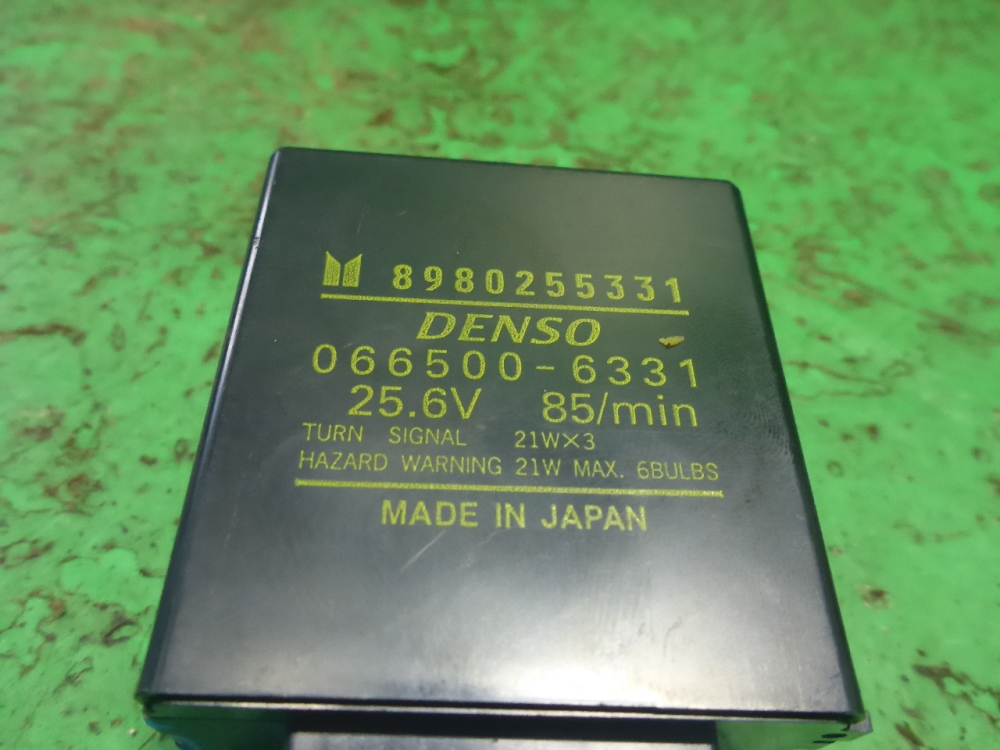 8980255331
DENSO
066500-6331
25.6V 85/min
TURN SIGNAL 21W×3
HAZARD WARNING 21W MAX. 6BULBS
MADE IN JAPAN